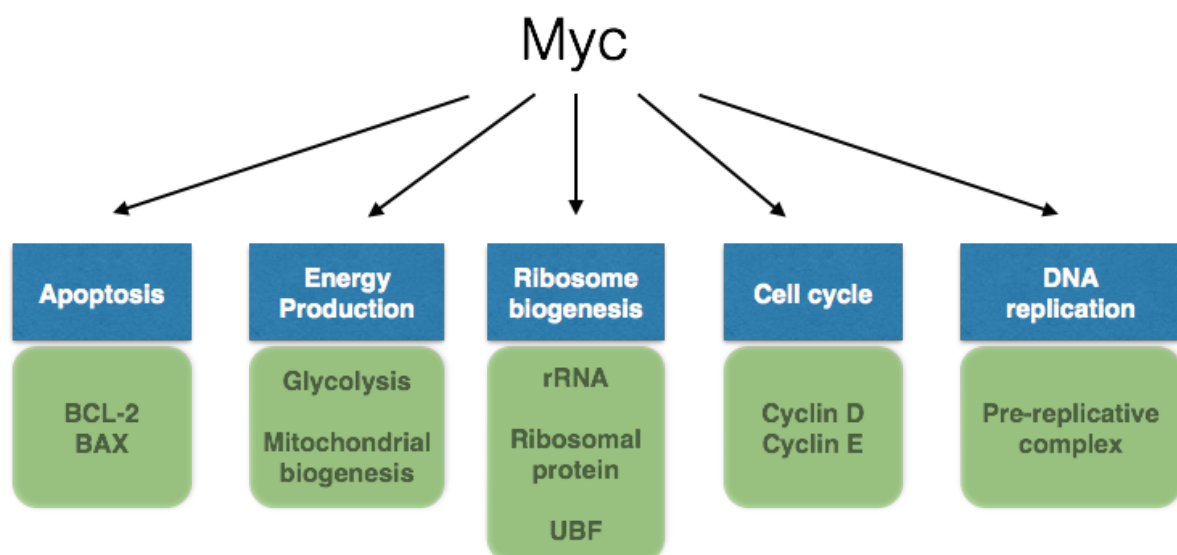 Myc
Apoptosis
BCL-2
BAX
Energy
Production
Glycolysis
Mitochondrial
biogenesis
Ribosome
biogenesis
rRNA
Ribosomal
protein
UBF
Cell cycle
Cyclin D
Cyclin E
DNA
replication
Pre-replicative
complex